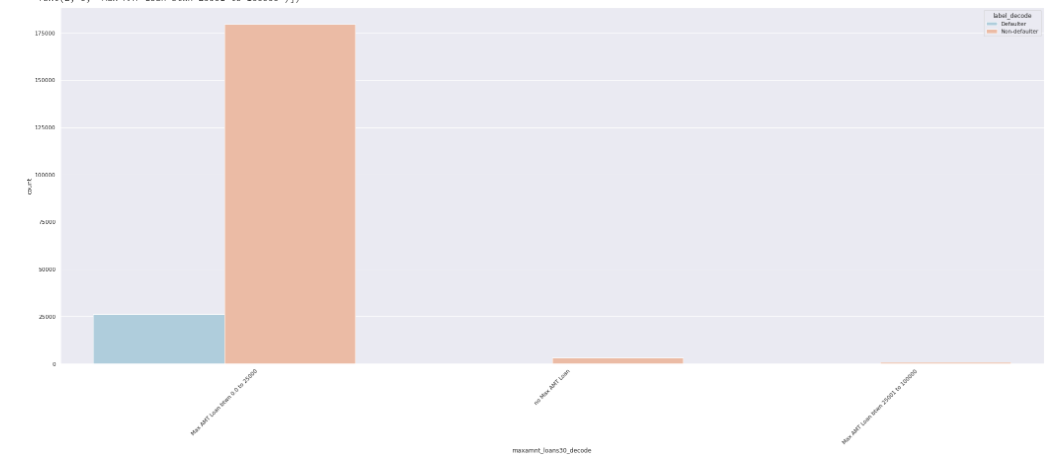 label_decode
Defaulter
Non-defaulter
175000
150000
125000
100000
75000
50000
25000
0
count
Max AMT Loan btwn 0.0 to 25000
no Max AMT Loan
Max AMT Loan btwn 25001 to 100000
maxamnt_loans30_decode